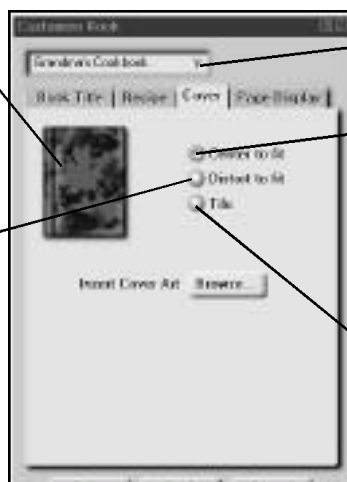 Customize Book
Grandma's Cookbook
Book Title | Recipe | Cover | Page Display
Center to fit
Distort to fit
Tile
Insert Cover Art Browse...